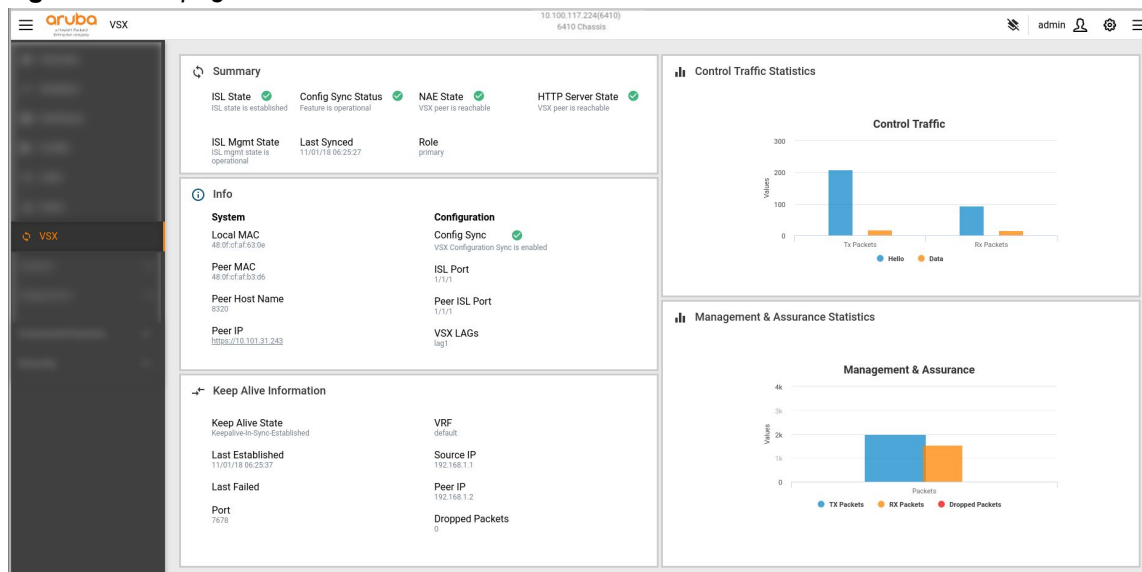 aruba
a Hewlett Packard
Enterprise company
VSX
10.100.117.224(6410)
6410 Chassis
admin
VSX
Summary
ISL State
ISL state is established
Config Sync Status
Feature is operational
NAE State
VSX peer is reachable
HTTP Server State
VSX peer is reachable
ISL Mgmt State
ISL mgmt state is
operational
Last Synced
11/01/18 06:25:27
Role
primary
Info
System
Local MAC
48:0f:cf:af:63:0e
Peer MAC
48:0f:cf:af:b3:d6
Peer Host Name
8320
Peer IP
https://10.101.31.243
Configuration
Config Sync
VSX Configuration Sync is enabled
ISL Port
1/1/1
Peer ISL Port
1/1/1
VSX LAGs
lag1
Keep Alive Information
Keep Alive State
Keepalive-In-Sync-Established
Last Established
11/01/18 06:25:37
Last Failed
Port
7678
VRF
default
Source IP
192.168.1.1
Peer IP
192.168.1.2
Dropped Packets
0
Control Traffic Statistics
Control Traffic
300
200
100
0
Values
Tx Packets
Rx Packets
Hello
Data
Management & Assurance Statistics
Management & Assurance
4k
3k
2k
1k
0
Values
Packets
TX Packets
RX Packets
Dropped Packets